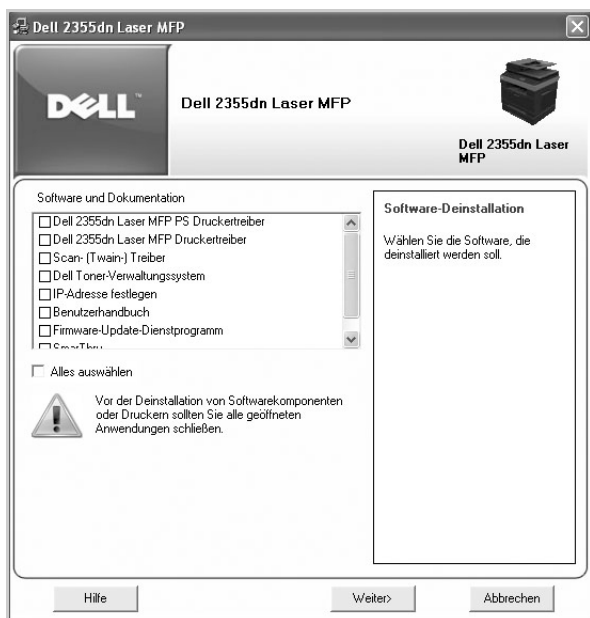 Dell 2355dn Laser MFP
DELL™
Dell 2355dn Laser MFP
Dell 2355dn Laser
MFP
Software und Dokumentation
Dell 2355dn Laser MFP PS Druckertreiber
Dell 2355dn Laser MFP Druckertreiber
Scan- (Twain-) Treiber
Dell Toner-Verwaltungssystem
IP-Adresse festlegen
Benutzerhandbuch
Firmware-Update-Dienstprogramm
SmarThru
Alles auswählen
Vor der Deinstallation von Softwarekomponenten
oder Druckern sollten Sie alle geöffneten
Anwendungen schließen.
Software-Deinstallation
Wählen Sie die Software, die
deinstalliert werden soll.
Hilfe
Weiter>
Abbrechen